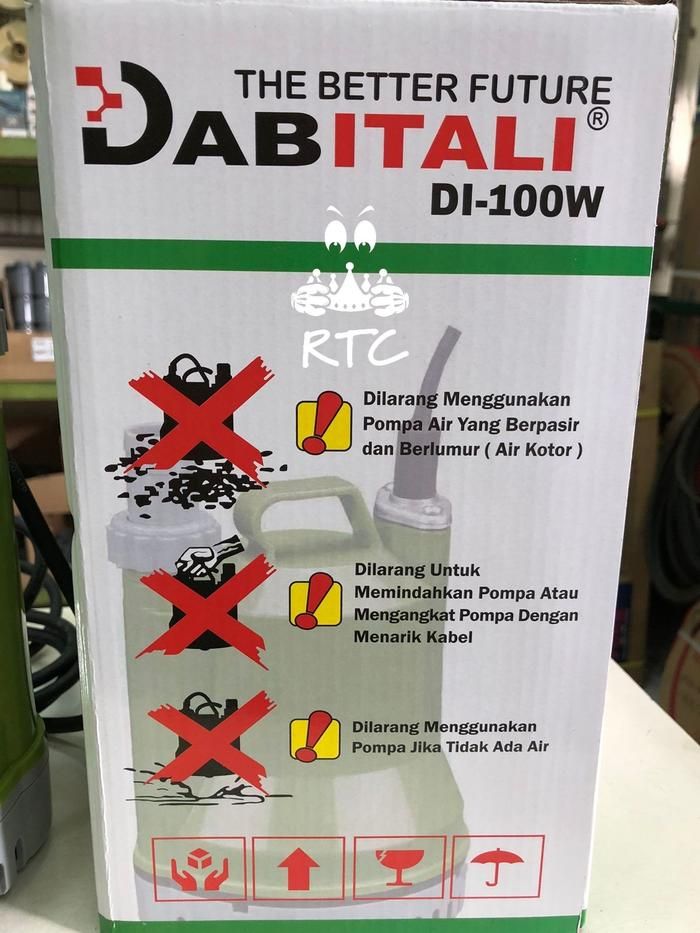 THE BETTER FUTURE
DABITALI®
DI-100W
RTC
Dilarang Menggunakan
Pompa Air Yang Berpasir
dan Berlumur ( Air Kotor )
Dilarang Untuk
Memindahkan Pompa Atau
Mengangkat Pompa Dengan
Menarik Kabel
Dilarang Menggunakan
Pompa Jika Tidak Ada Air